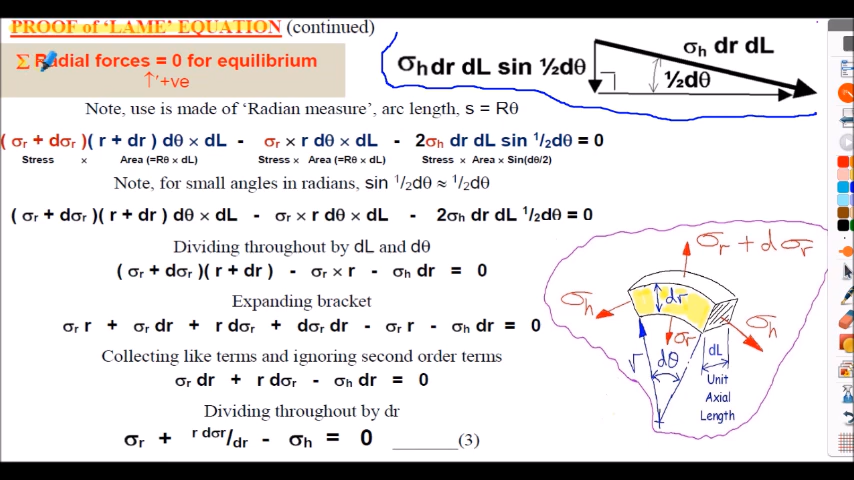 PROOF of ‘LAME’ EQUATION (continued)
Σ Radial forces = 0 for equilibrium
↑'+ve
σh dr dL sin ½dθ
σh dr dL
½dθ
Note, use is made of ‘Radian measure’, arc length, s = Rθ
( σr + dσr )( r + dr ) dθ × dL - σr × r dθ × dL - 2σh dr dL sin 1/2dθ = 0
Stress × Area (=Rθ × dL) Stress × Area (=Rθ × dL) Stress × Area × Sin(dθ/2)
Note, for small angles in radians, sin 1/2dθ ≈ 1/2dθ
( σr + dσr )( r + dr ) dθ × dL - σr × r dθ × dL - 2σh dr dL 1/2dθ = 0
Dividing throughout by dL and dθ
( σr + dσr )( r + dr ) - σr × r - σh dr = 0
Expanding bracket
σr r + σr dr + r dσr + dσr dr - σr r - σh dr = 0
Collecting like terms and ignoring second order terms
σr dr + r dσr - σh dr = 0
Dividing throughout by dr
σr + r dσr/dr - σh = 0 _______(3)
σr + dσr
σh
dr
σh
σr
r
dθ
dL
Unit
Axial
Length